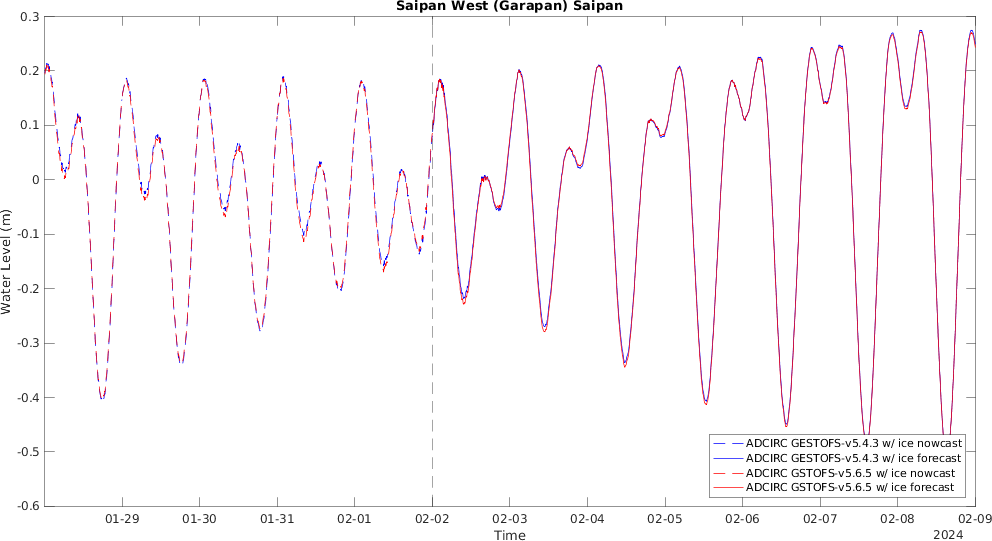 Saipan West (Garapan) Saipan
0.3
0.2
0.1
0
-0.1
-0.2
-0.3
-0.4
-0.5
-0.6
Water Level (m)
ADCIRC GESTOFS-v5.4.3 w/ ice nowcast
ADCIRC GESTOFS-v5.4.3 w/ ice forecast
ADCIRC GSTOFS-v5.6.5 w/ ice nowcast
ADCIRC GSTOFS-v5.6.5 w/ ice forecast
01-29 01-30 01-31 02-01 02-02 02-03 02-04 02-05 02-06 02-07 02-08 02-09
Time
2024